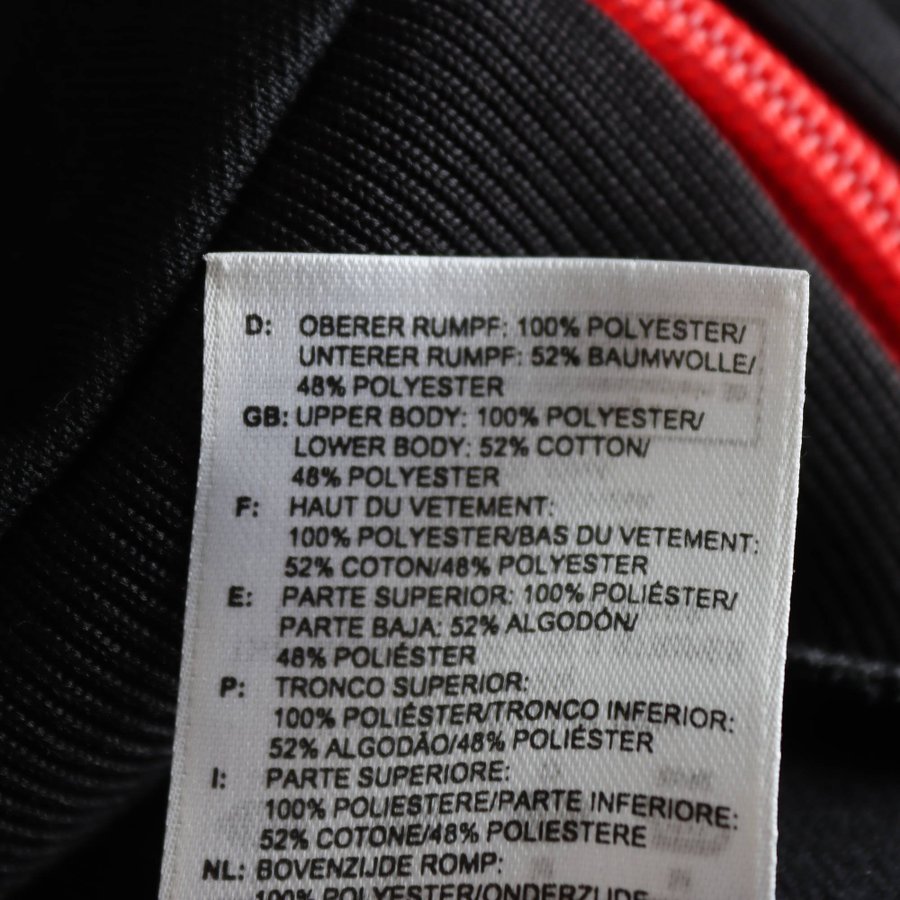 D: OBERER RUMPF: 100% POLYESTER/
UNTERER RUMPF: 52% BAUMWOLLE/
48% POLYESTER
GB: UPPER BODY: 100% POLYESTER/
LOWER BODY: 52% COTTON/
48% POLYESTER
F: HAUT DU VETEMENT:
100% POLYESTER/BAS DU VETEMENT:
52% COTON/48% POLYESTER
E: PARTE SUPERIOR: 100% POLIÉSTER/
PARTE BAJA: 52% ALGODÓN/
48% POLIÉSTER
P: TRONCO SUPERIOR:
100% POLIÉSTER/TRONCO INFERIOR:
52% ALGODÃO/48% POLIÉSTER
I: PARTE SUPERIORE:
100% POLIESTERE/PARTE INFERIORE:
52% COTONE/48% POLIESTERE
NL: BOVENZIJDE ROMP:
100% POLYESTER/ONDERZIJDE